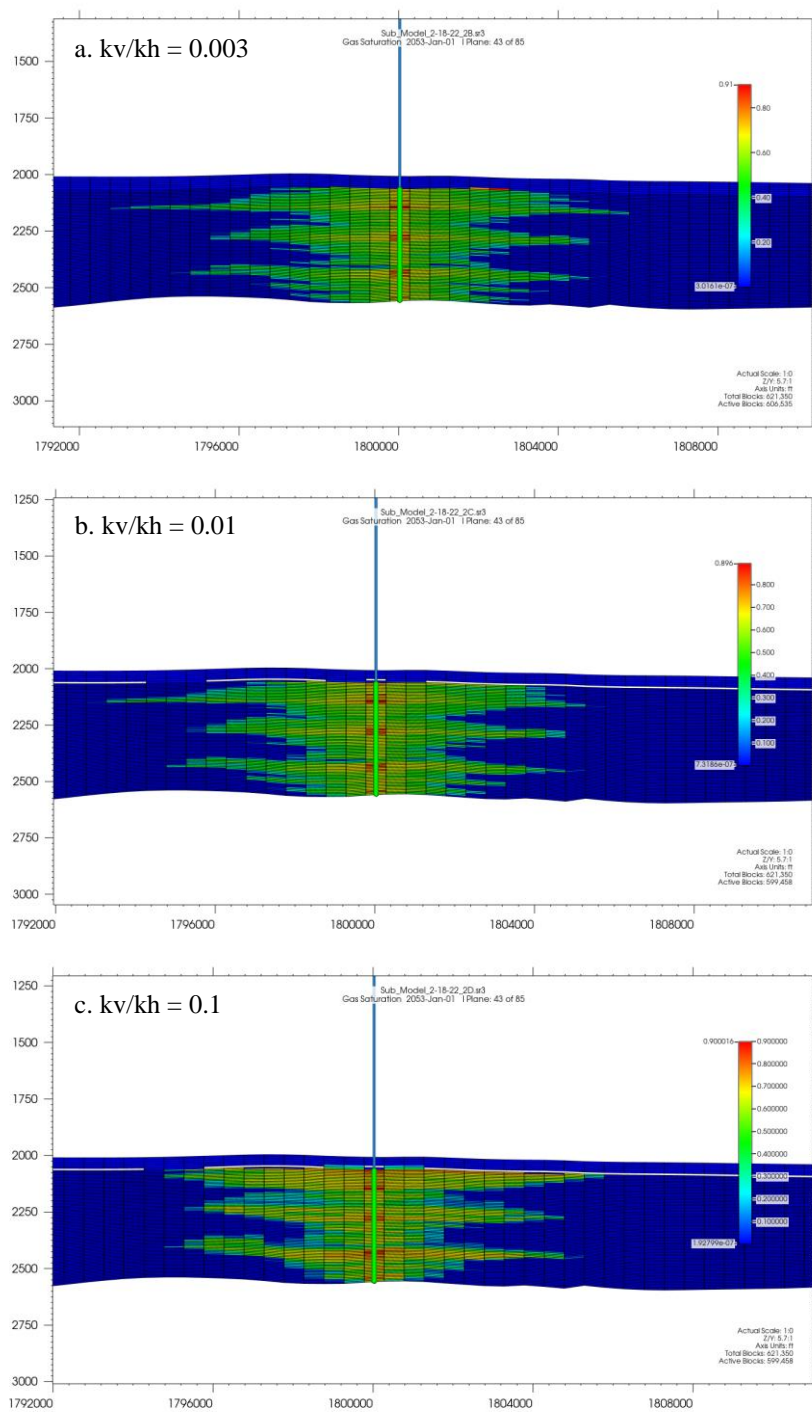 a. kv/kh = 0.003
Sub_Model_2-18-22_2B.sr3
Gas Saturation 2053-Jan-01 I Plane: 43 of 85
1500
1750
2000
2250
2500
2750
3000
0.91
0.80
0.60
0.40
0.20
3.0161e-07
Actual Scale: 1:0
Z/Y: 5.7:1
Axis Units: ft
Total Blocks: 621,350
Active Blocks: 606,535
1792000 1796000 1800000 1804000 1808000
b. kv/kh = 0.01
Sub_Model_2-18-22_2C.sr3
Gas Saturation 2053-Jan-01 I Plane: 43 of 85
1250
1500
1750
2000
2250
2500
2750
3000
0.896
0.800
0.700
0.600
0.500
0.400
0.300
0.200
0.100
7.3186e-07
Actual Scale: 1:0
Z/Y: 5.7:1
Axis Units: ft
Total Blocks: 621,350
Active Blocks: 599,458
1792000 1796000 1800000 1804000 1808000
c. kv/kh = 0.1
Sub_Model_2-18-22_2D.sr3
Gas Saturation 2053-Jan-01 I Plane: 43 of 85
1250
1500
1750
2000
2250
2500
2750
3000
0.900016 0.900000
0.800000
0.700000
0.600000
0.500000
0.400000
0.300000
0.200000
0.100000
1.92799e-07
Actual Scale: 1:0
Z/Y: 5.7:1
Axis Units: ft
Total Blocks: 621,350
Active Blocks: 599,458
1792000 1796000 1800000 1804000 1808000